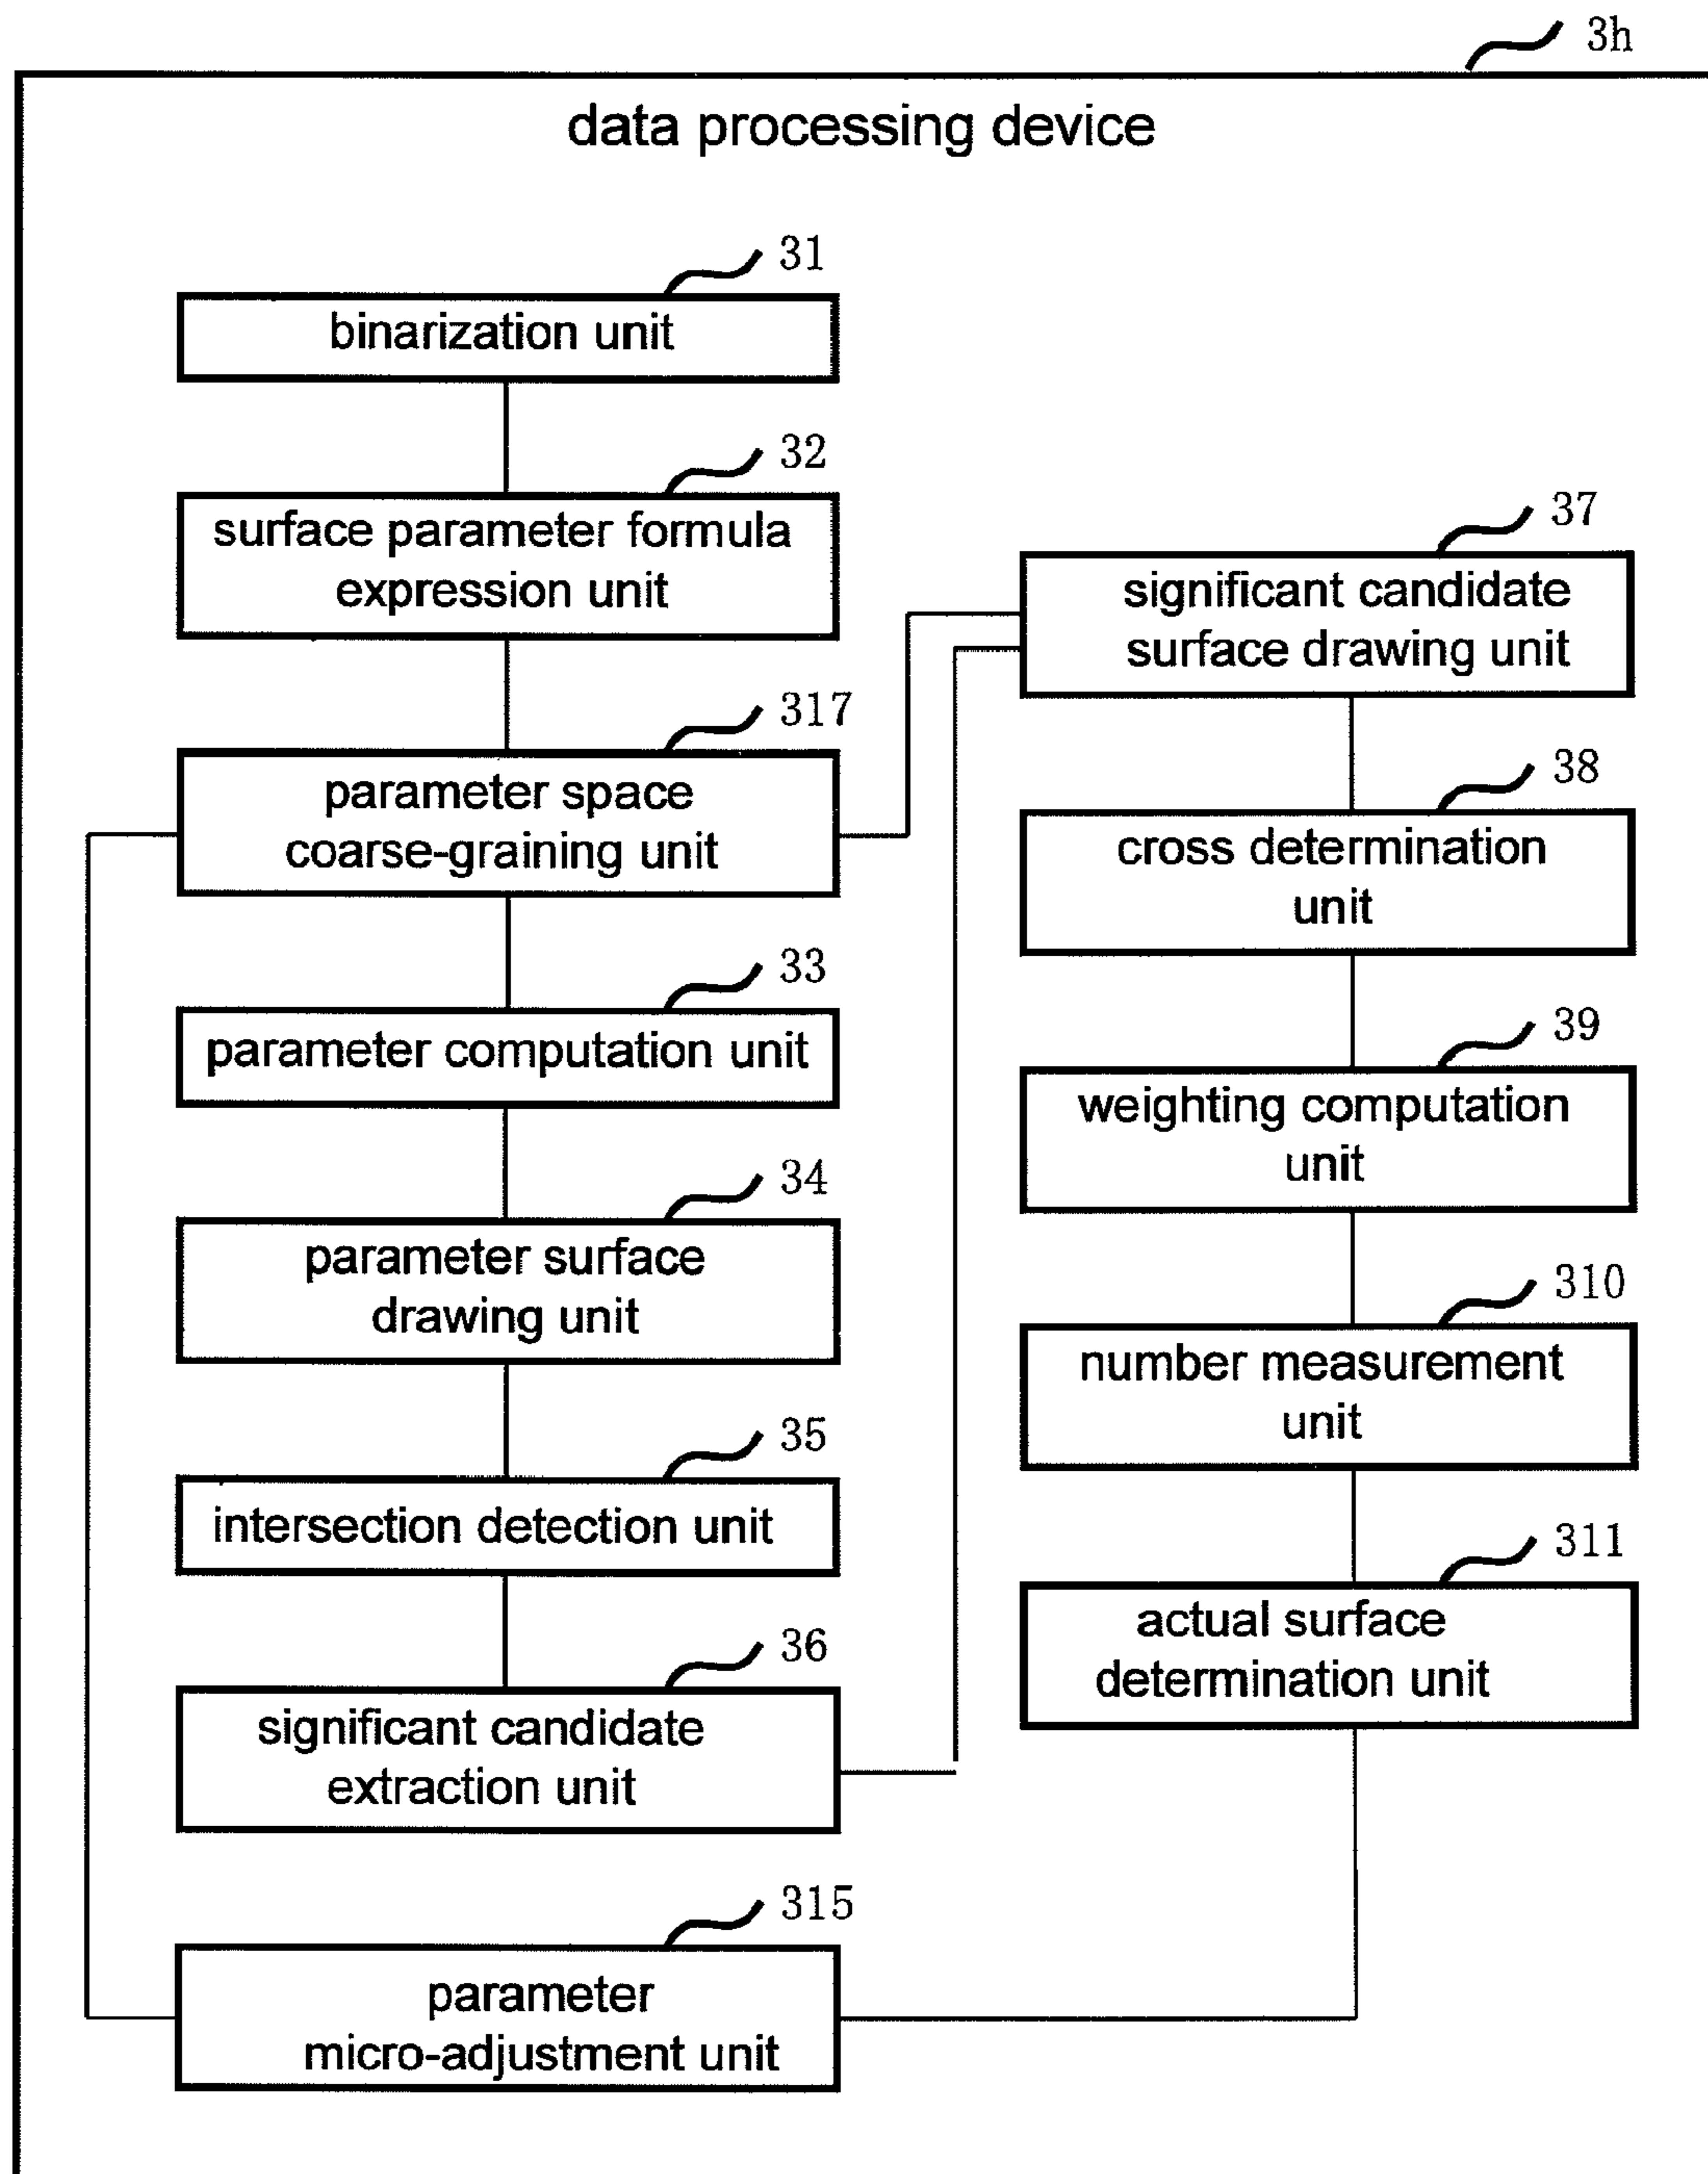 3h
data processing device
31
binarization unit
32
surface parameter formula
expression unit
317
parameter space
coarse-graining unit
33
parameter computation unit
34
parameter surface
drawing unit
35
intersection detection unit
36
significant candidate
extraction unit
315
parameter
micro-adjustment unit
37
significant candidate
surface drawing unit
38
cross determination
unit
39
weighting computation
unit
310
number measurement
unit
311
actual surface
determination unit